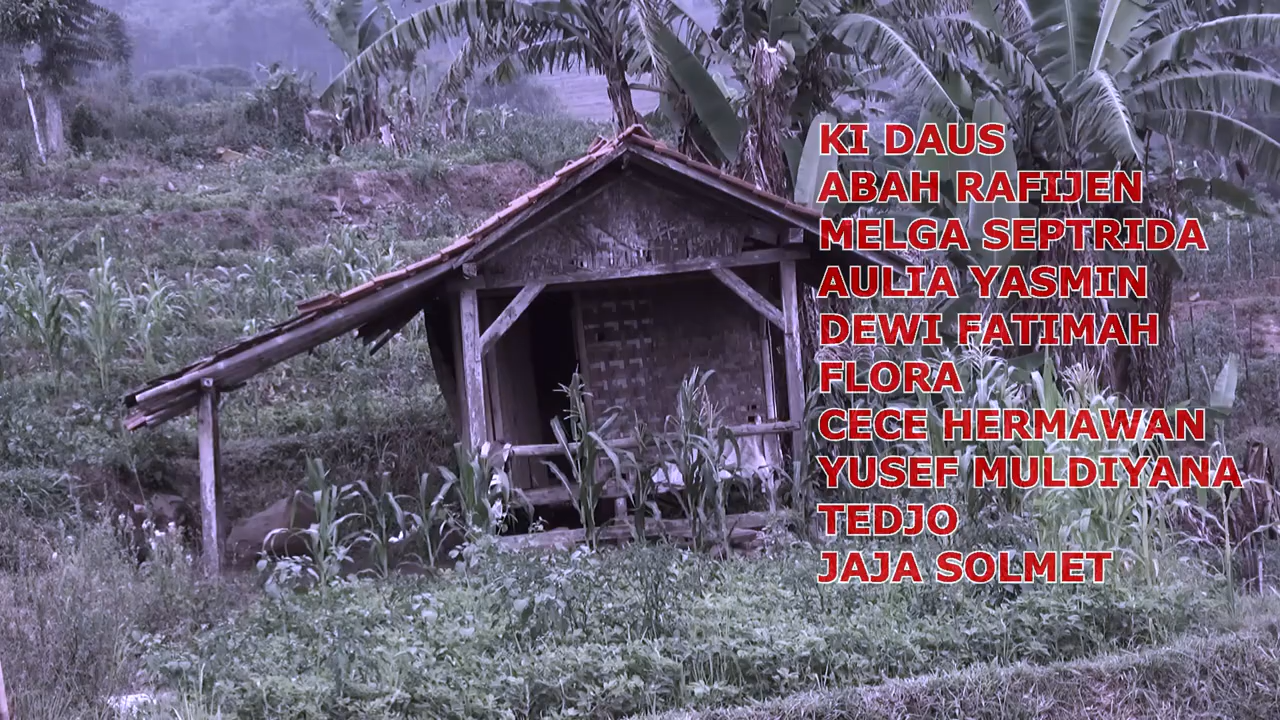 KI DAUS
ABAH RAFIJEN
MELGA SEPTRIDA
AULIA YASMIN
DEWI FATIMAH
FLORA
CECE HERMAWAN
YUSEF MULDIYANA
TEDJO
JAJA SOLMET